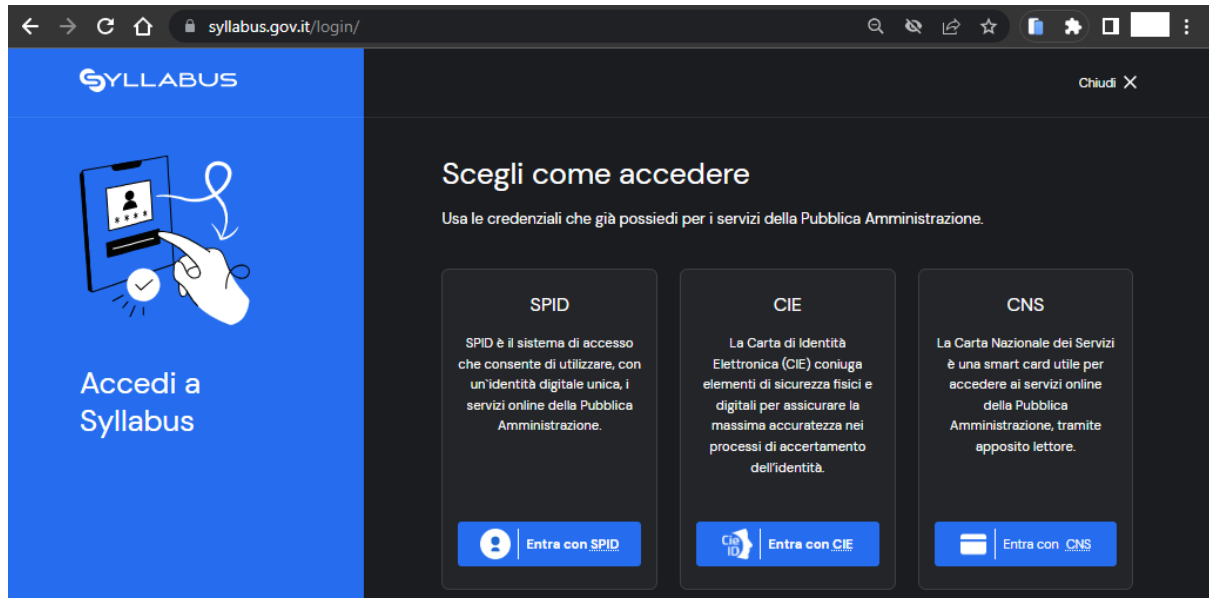 syllabus.gov.it/login/
SYLLABUS
Chiudi
Scegli come accedere
Usa le credenziali che già possiedi per i servizi della Pubblica Amministrazione.
****
Accedi a
Syllabus
SPID
SPID è il sistema di accesso
che consente di utilizzare, con
un`identità digitale unica, i
servizi online della Pubblica
Amministrazione.
Entra con SPID
CIE
La Carta di Identità
Elettronica (CIE) coniuga
elementi di sicurezza fisici e
digitali per assicurare la
massima accuratezza nei
processi di accertamento
dell'identità.
Cie
ID
Entra con CIE
CNS
La Carta Nazionale dei Servizi
è una smart card utile per
accedere ai servizi online
della Pubblica
Amministrazione, tramite
apposito lettore.
Entra con CNS